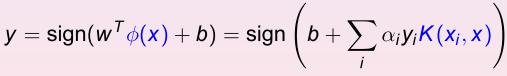 y = sign(w^T ϕ(x) + b) = sign ( b + ∑_i α_i y_i K(x_i, x) )